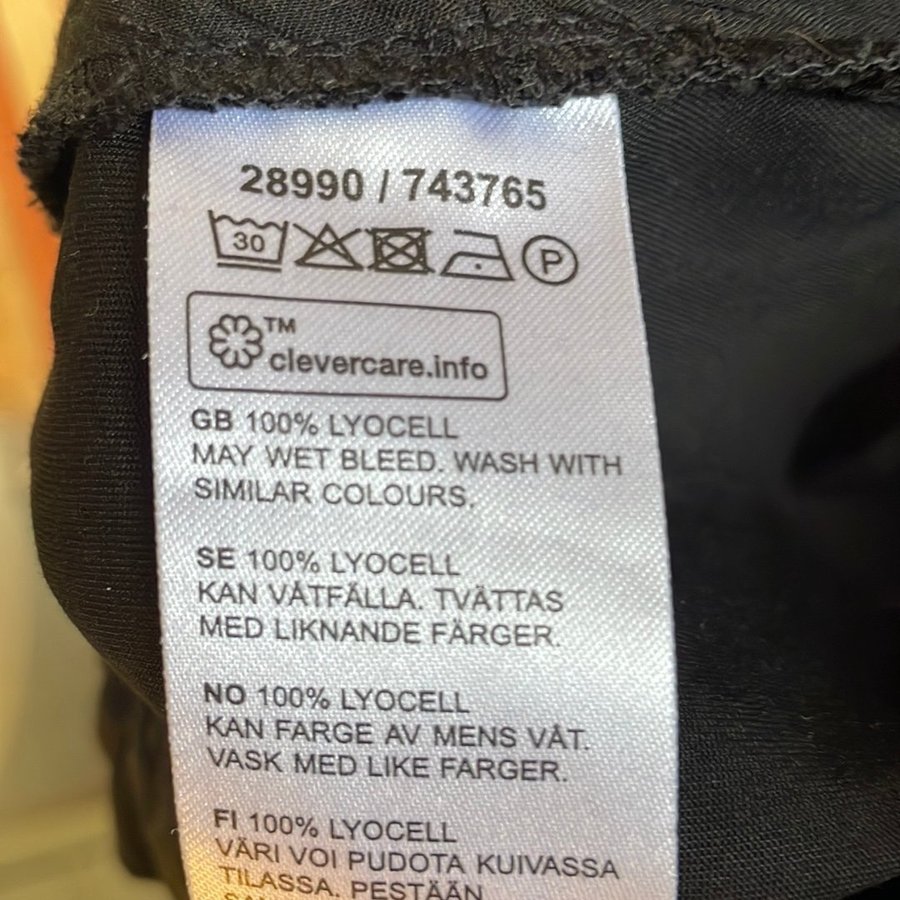 28990 / 743765
30
P
TM
clevercare.info
GB 100% LYOCELL
MAY WET BLEED. WASH WITH
SIMILAR COLOURS.
SE 100% LYOCELL
KAN VÅTFÄLLA. TVÄTTAS
MED LIKNANDE FÄRGER.
NO 100% LYOCELL
KAN FARGE AV MENS VÅT.
VASK MED LIKE FARGER.
FI 100% LYOCELL
VÄRI VOI PUDOTA KUIVASSA
TILASSA. PESTÄÄN